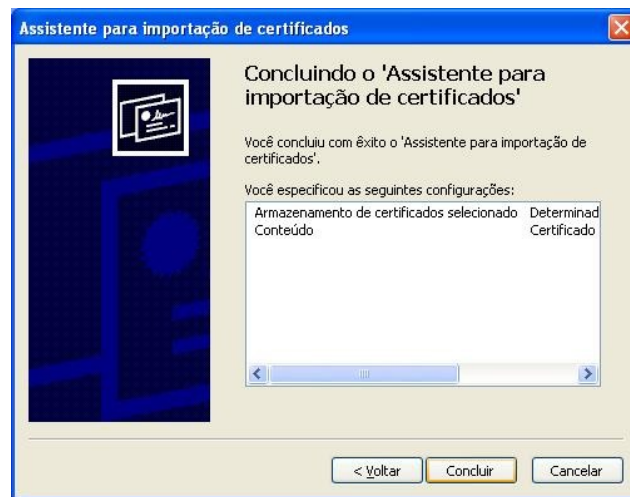 Assistente para importação de certificados
Concluindo o 'Assistente para
importação de certificados'
Você concluiu com êxito o 'Assistente para importação de
certificados'.
Você especificou as seguintes configurações:
Armazenamento de certificados selecionado Determinad
Conteúdo Certificado
< Voltar Concluir Cancelar